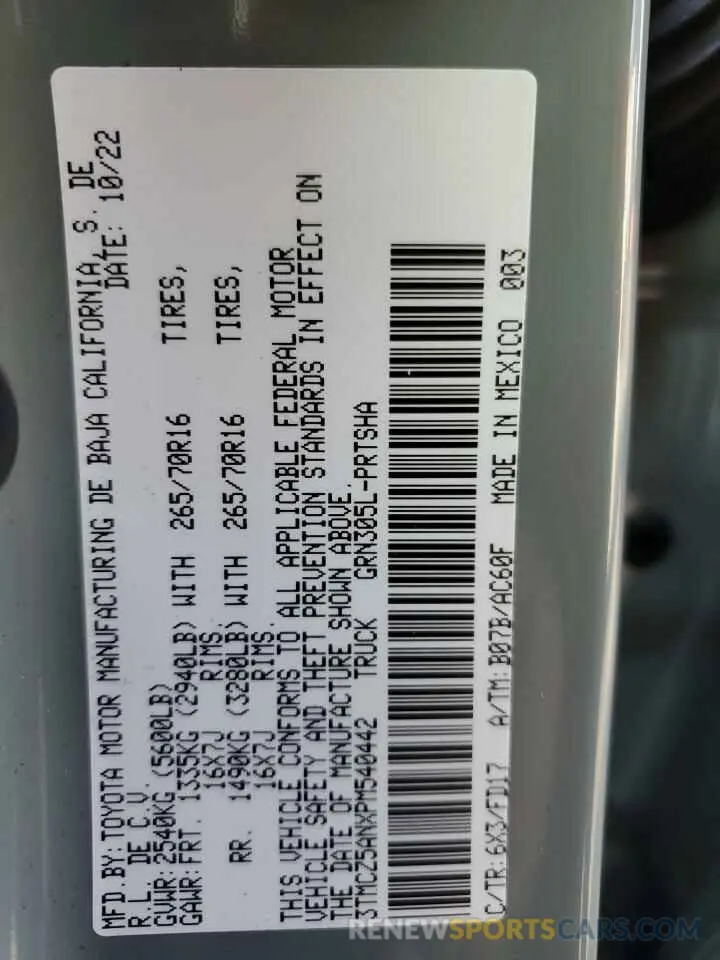 MFD.BY:TOYOTA MOTOR MANUFACTURING DE BAJA CALIFORNIA, S. DE
R.L. DE C.V. DATE: 10/22
GVWR:2540KG (5600LB)
GAWR:FRT. 1335KG (2940LB) WITH 265/70R16 TIRES,
16X7J RIMS.
RR. 1490KG (3280LB) WITH 265/70R16 TIRES,
16X7J RIMS.
THIS VEHICLE CONFORMS TO ALL APPLICABLE FEDERAL MOTOR
VEHICLE SAFETY AND THEFT PREVENTION STANDARDS IN EFFECT ON
THE DATE OF MANUFACTURE SHOWN ABOVE.
3TMCZ5ANXPM540442 TRUCK GRN305L-PRTSHA
C/TR:6X3/FD17 A/TM:B07B/AC60F MADE IN MEXICO 003
RENEWSPORTSCARS.COM